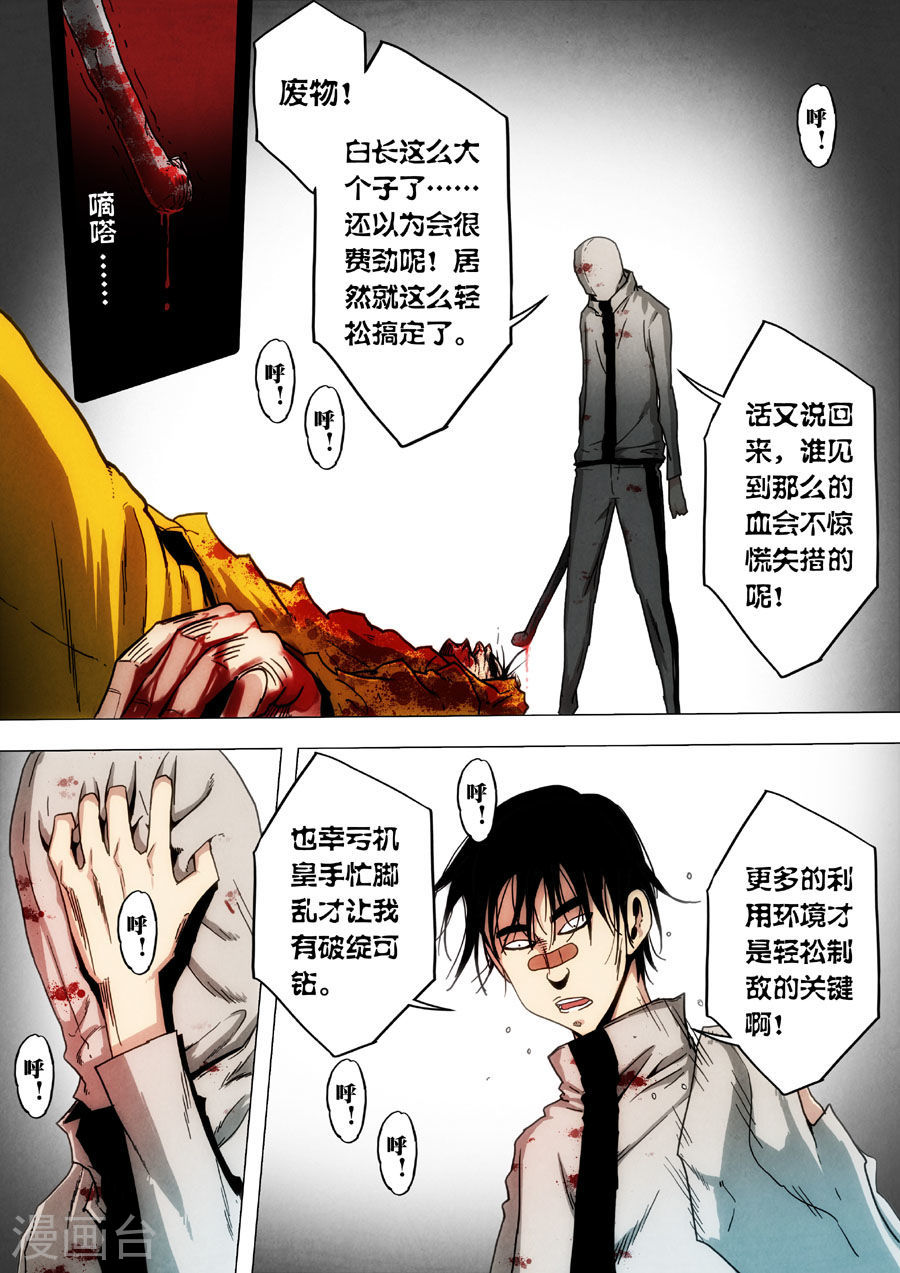 嘀嗒……
废物！
白长这么大
个子了……
还以为会很
费劲呢！居
然就这么轻
松搞定了。
呼！
呼！
呼！
话又说回
来，谁见
到那么的
血会不惊
慌失措的
呢！
呼！
呼！
也幸亏扒
皇手忙脚
乱才让我
有破绽可
钻。
呼！
更多的利
用环境才
是轻松制
敌的关键
啊！
呼！
呼！
漫画台